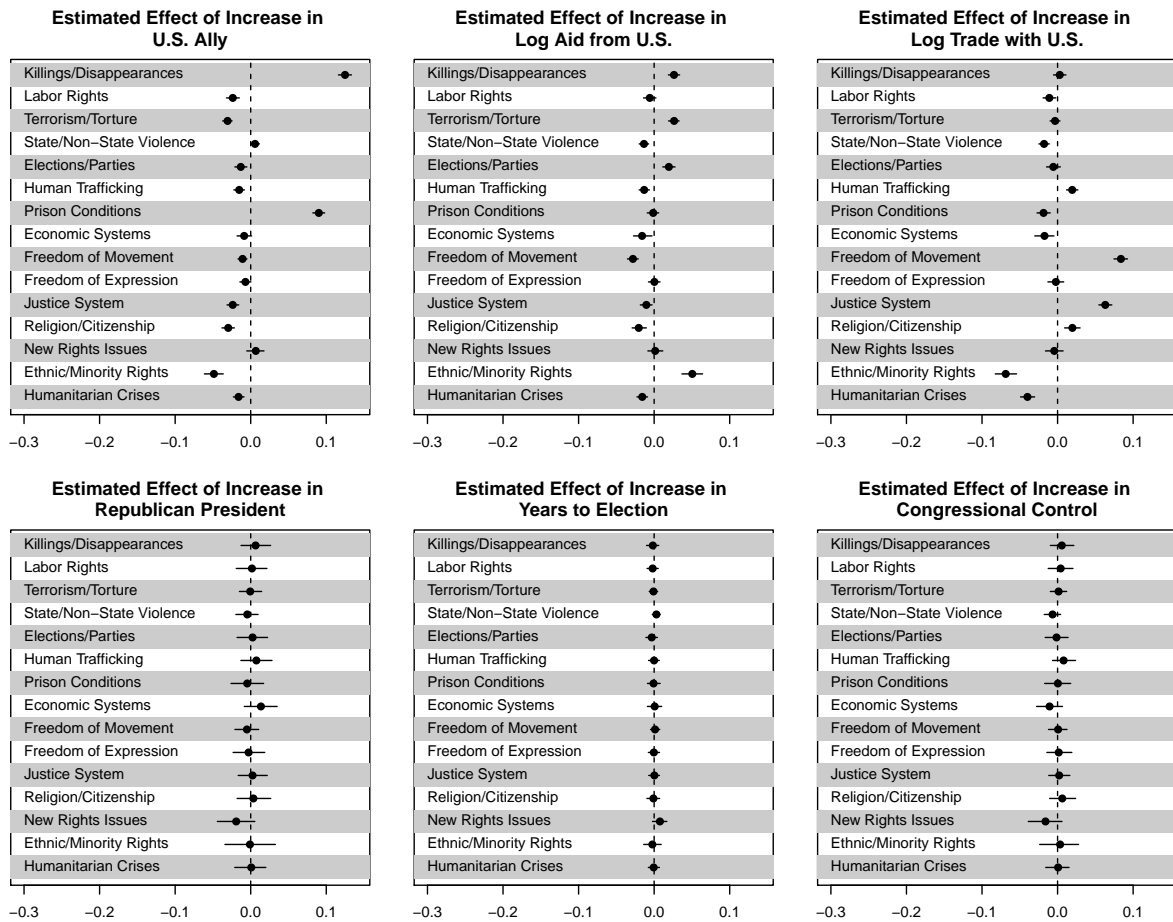 Estimated Effect of Increase in
U.S. Ally
Killings/Disappearances
Labor Rights
Terrorism/Torture
State/Non−State Violence
Elections/Parties
Human Trafficking
Prison Conditions
Economic Systems
Freedom of Movement
Freedom of Expression
Justice System
Religion/Citizenship
New Rights Issues
Ethnic/Minority Rights
Humanitarian Crises
−0.3 −0.2 −0.1 0.0 0.1
Estimated Effect of Increase in
Log Aid from U.S.
Killings/Disappearances
Labor Rights
Terrorism/Torture
State/Non−State Violence
Elections/Parties
Human Trafficking
Prison Conditions
Economic Systems
Freedom of Movement
Freedom of Expression
Justice System
Religion/Citizenship
New Rights Issues
Ethnic/Minority Rights
Humanitarian Crises
−0.3 −0.2 −0.1 0.0 0.1
Estimated Effect of Increase in
Log Trade with U.S.
Killings/Disappearances
Labor Rights
Terrorism/Torture
State/Non−State Violence
Elections/Parties
Human Trafficking
Prison Conditions
Economic Systems
Freedom of Movement
Freedom of Expression
Justice System
Religion/Citizenship
New Rights Issues
Ethnic/Minority Rights
Humanitarian Crises
−0.3 −0.2 −0.1 0.0 0.1
Estimated Effect of Increase in
Republican President
Killings/Disappearances
Labor Rights
Terrorism/Torture
State/Non−State Violence
Elections/Parties
Human Trafficking
Prison Conditions
Economic Systems
Freedom of Movement
Freedom of Expression
Justice System
Religion/Citizenship
New Rights Issues
Ethnic/Minority Rights
Humanitarian Crises
−0.3 −0.2 −0.1 0.0 0.1
Estimated Effect of Increase in
Years to Election
Killings/Disappearances
Labor Rights
Terrorism/Torture
State/Non−State Violence
Elections/Parties
Human Trafficking
Prison Conditions
Economic Systems
Freedom of Movement
Freedom of Expression
Justice System
Religion/Citizenship
New Rights Issues
Ethnic/Minority Rights
Humanitarian Crises
−0.3 −0.2 −0.1 0.0 0.1
Estimated Effect of Increase in
Congressional Control
Killings/Disappearances
Labor Rights
Terrorism/Torture
State/Non−State Violence
Elections/Parties
Human Trafficking
Prison Conditions
Economic Systems
Freedom of Movement
Freedom of Expression
Justice System
Religion/Citizenship
New Rights Issues
Ethnic/Minority Rights
Humanitarian Crises
−0.3 −0.2 −0.1 0.0 0.1